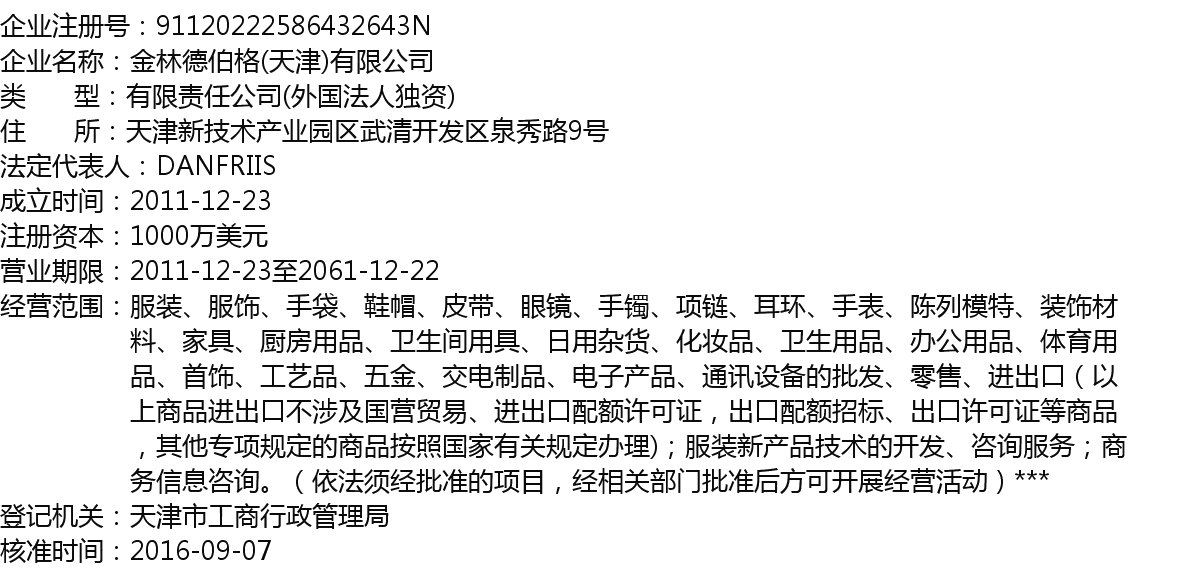 企业注册号：91120222586432643N
企业名称：金林德伯格(天津)有限公司
类 型：有限责任公司(外国法人独资)
住 所：天津新技术产业园区武清开发区泉秀路9号
法定代表人：DANFRIIS
成立时间：2011-12-23
注册资本：1000万美元
营业期限：2011-12-23至2061-12-22
经营范围：服装、服饰、手袋、鞋帽、皮带、眼镜、手镯、项链、耳环、手表、陈列模特、装饰材
料、家具、厨房用品、卫生间用具、日用杂货、化妆品、卫生用品、办公用品、体育用
品、首饰、工艺品、五金、交电制品、电子产品、通讯设备的批发、零售、进出口（以
上商品进出口不涉及国营贸易、进出口配额许可证，出口配额招标、出口许可证等商品
，其他专项规定的商品按照国家有关规定办理)；服装新产品技术的开发、咨询服务；商
务信息咨询。（依法须经批准的项目，经相关部门批准后方可开展经营活动）***
登记机关：天津市工商行政管理局
核准时间：2016-09-07